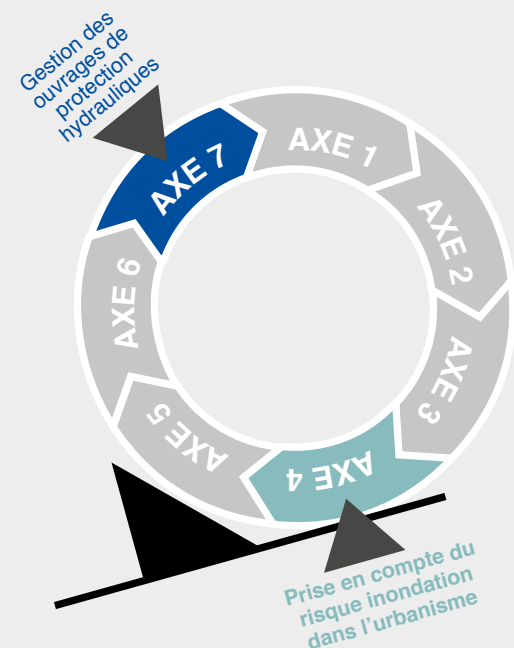 Gestion des
ouvrages de
protection
hydrauliques
AXE 1
AXE 2
AXE 3
AXE 4
AXE 5
AXE 6
AXE 7
Prise en compte du
risque inondation
dans l'urbanisme